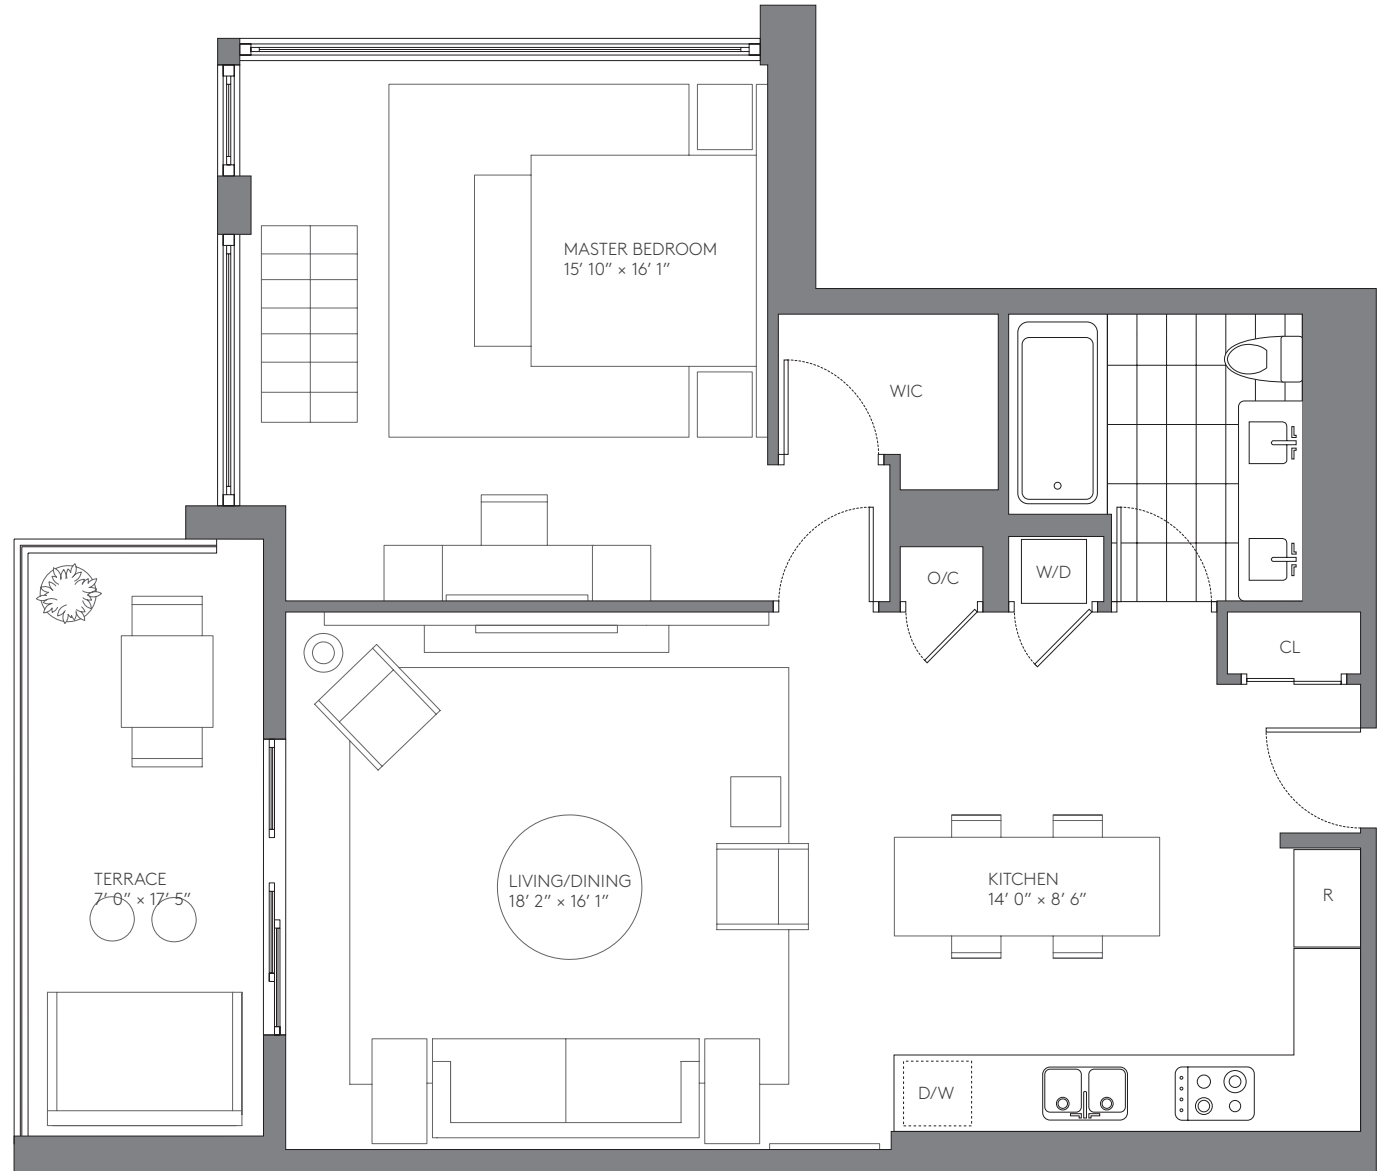 MASTER BEDROOM
15' 10" × 16' 1"
WIC
O/C
W/D
CL
TERRACE
7' 0" × 17' 5"
LIVING/DINING
18' 2" × 16' 1"
KITCHEN
14' 0" × 8' 6"
R
D/W